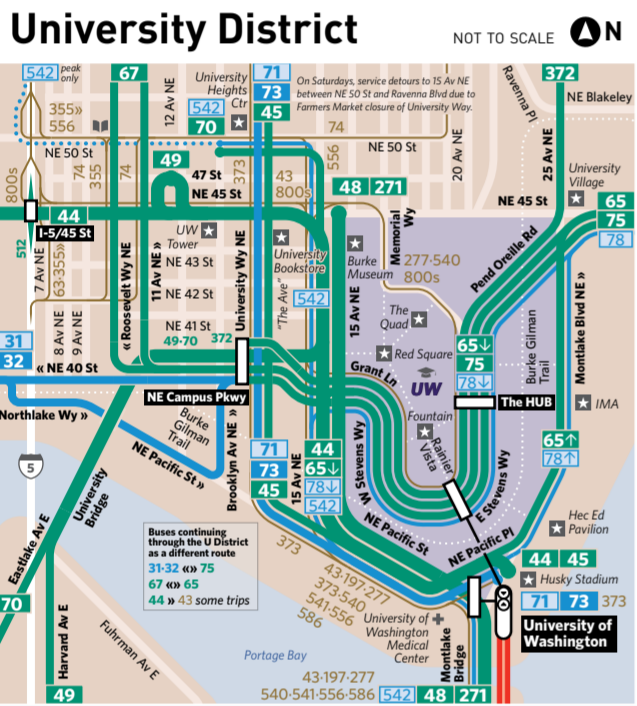 University District
NOT TO SCALE
N
542 peak
only
67
12 Av NE
University
Heights
Ctr
542
70
71
73
45
On Saturdays, service detours to 15 Av NE
between NE 50 St and Ravenna Blvd due to
Farmers Market closure of University Way.
Ravenna Pl
372
NE Blakeley
355»
556
NE 50 St
74
355
74
373
43
800s
74
556
NE 50 St
20 Av NE
25 Av NE
University
Village
49
47 St
NE 45 St
48
271
NE 45 St
65
75
78
800s
44
I-5/45 St
512
7 Av NE
63·355»
UW
Tower
NE 43 St
NE 42 St
NE 41 St
49·70
372
« Roosevelt Wy NE
11 Av NE »
University Wy NE
University
Bookstore
"The Ave"
542
Burke
Museum
15 Av NE
Memorial
Wy
277·540
800s
Pend Oreille Rd
The
Quad
Red Square
UW
Grant Ln
65↓
75
78↓
The HUB
Burke Gilman
Trail
Montlake Blvd NE »
IMA
31
32
8 Av NE
9 Av NE
« NE 40 St
NE Campus Pkwy
Northlake Wy »
Burke
Gilman
Trail
NE Pacific St »
Brooklyn Av NE »
71
73
45
15 Av NE
44
65↓
78↓
542
W Stevens Wy
Fountain
Rainier
Vista
E Stevens Wy
65↑
78↑
5
University
Bridge
Eastlake Av E
NE Pacific St
NE Pacific Pl
Hec Ed
Pavilion
Buses continuing
through the U District
as a different route
31·32 «» 75
67 «» 65
44 » 43 some trips
373
43·197·277
373·540
541·556
586
44
45
Husky Stadium
71
73
373
University of
Washington
70
Harvard Av E
Fuhrman Av E
Portage Bay
University of
Washington
Medical
Center
Montlake
Bridge
49
43·197·277
540·541·556·586
542
48
271